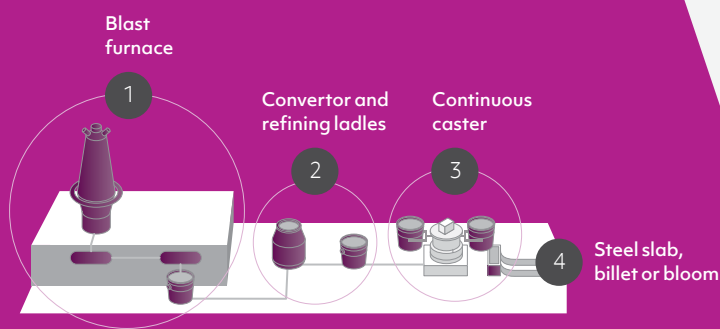 Blast
furnace
1
Convertor and
refining ladles
2
Continuous
caster
3
4
Steel slab,
billet or bloom